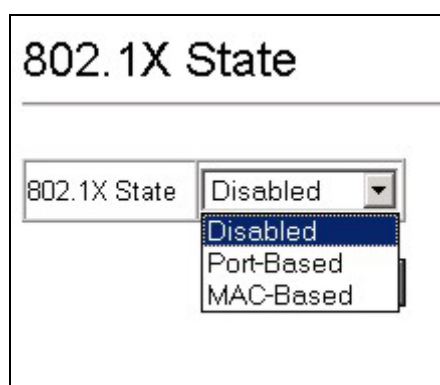 802.1X State
802.1X State Disabled
Disabled
Port-Based
MAC-Based